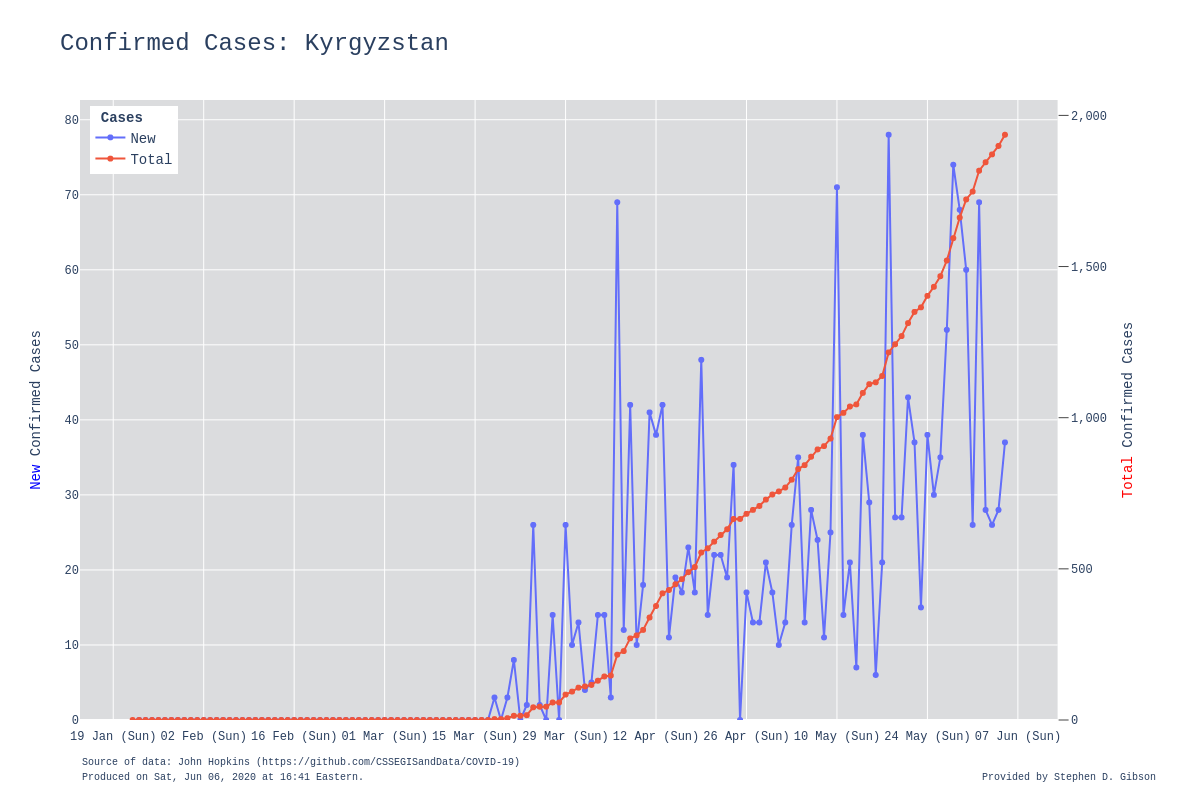 Confirmed Cases: Kyrgyzstan
Cases
New
Total
80
70
60
50
40
30
20
10
0
2,000
1,500
1,000
500
0
New Confirmed Cases
Total Confirmed Cases
19 Jan (Sun) 02 Feb (Sun) 16 Feb (Sun) 01 Mar (Sun) 15 Mar (Sun) 29 Mar (Sun) 12 Apr (Sun) 26 Apr (Sun) 10 May (Sun) 24 May (Sun) 07 Jun (Sun)
Source of data: John Hopkins (https://github.com/CSSEGISandData/COVID-19)
Produced on Sat, Jun 06, 2020 at 16:41 Eastern.
Provided by Stephen D. Gibson